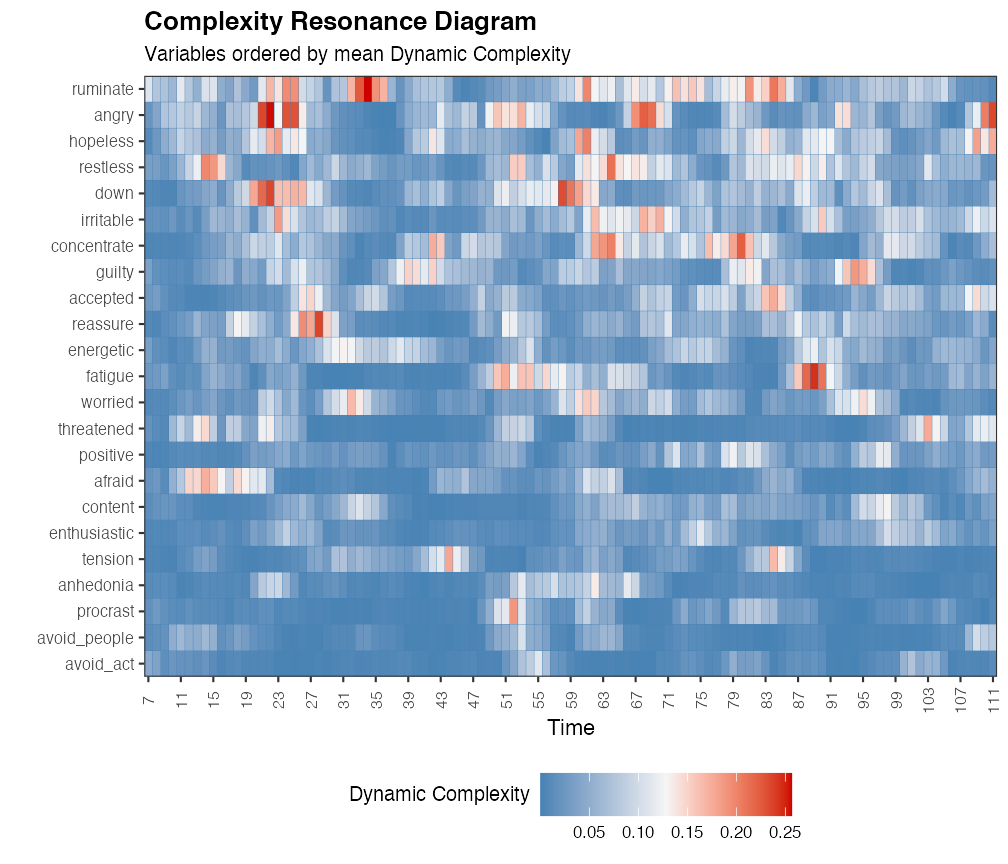 Complexity Resonance Diagram
Variables ordered by mean Dynamic Complexity
ruminate
angry
hopeless
restless
down
irritable
concentrate
guilty
accepted
reassure
energetic
fatigue
worried
threatened
positive
afraid
content
enthusiastic
tension
anhedonia
procrast
avoid_people
avoid_act
7 11 15 19 23 27 31 35 39 43 47 51 55 59 63 67 71 75 79 83 87 91 95 99 103 107 111
Time
Dynamic Complexity
0.05 0.10 0.15 0.20 0.25